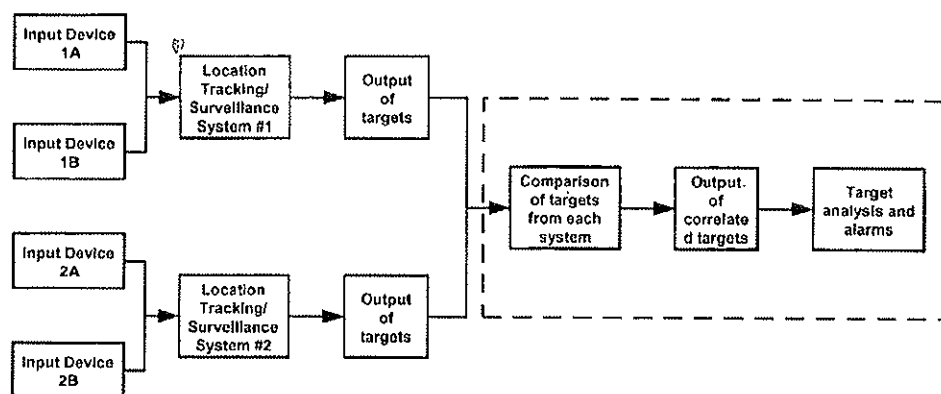 Input Device
1A
Input Device
1B
Location
Tracking/
Surveillance
System #1
Output
of
targets
Input Device
2A
Input Device
2B
Location
Tracking/
Surveillance
System #2
Output
of
targets
Comparison
of targets
from each
system
Output
of
correlate
d targets
Target
analysis and
alarms